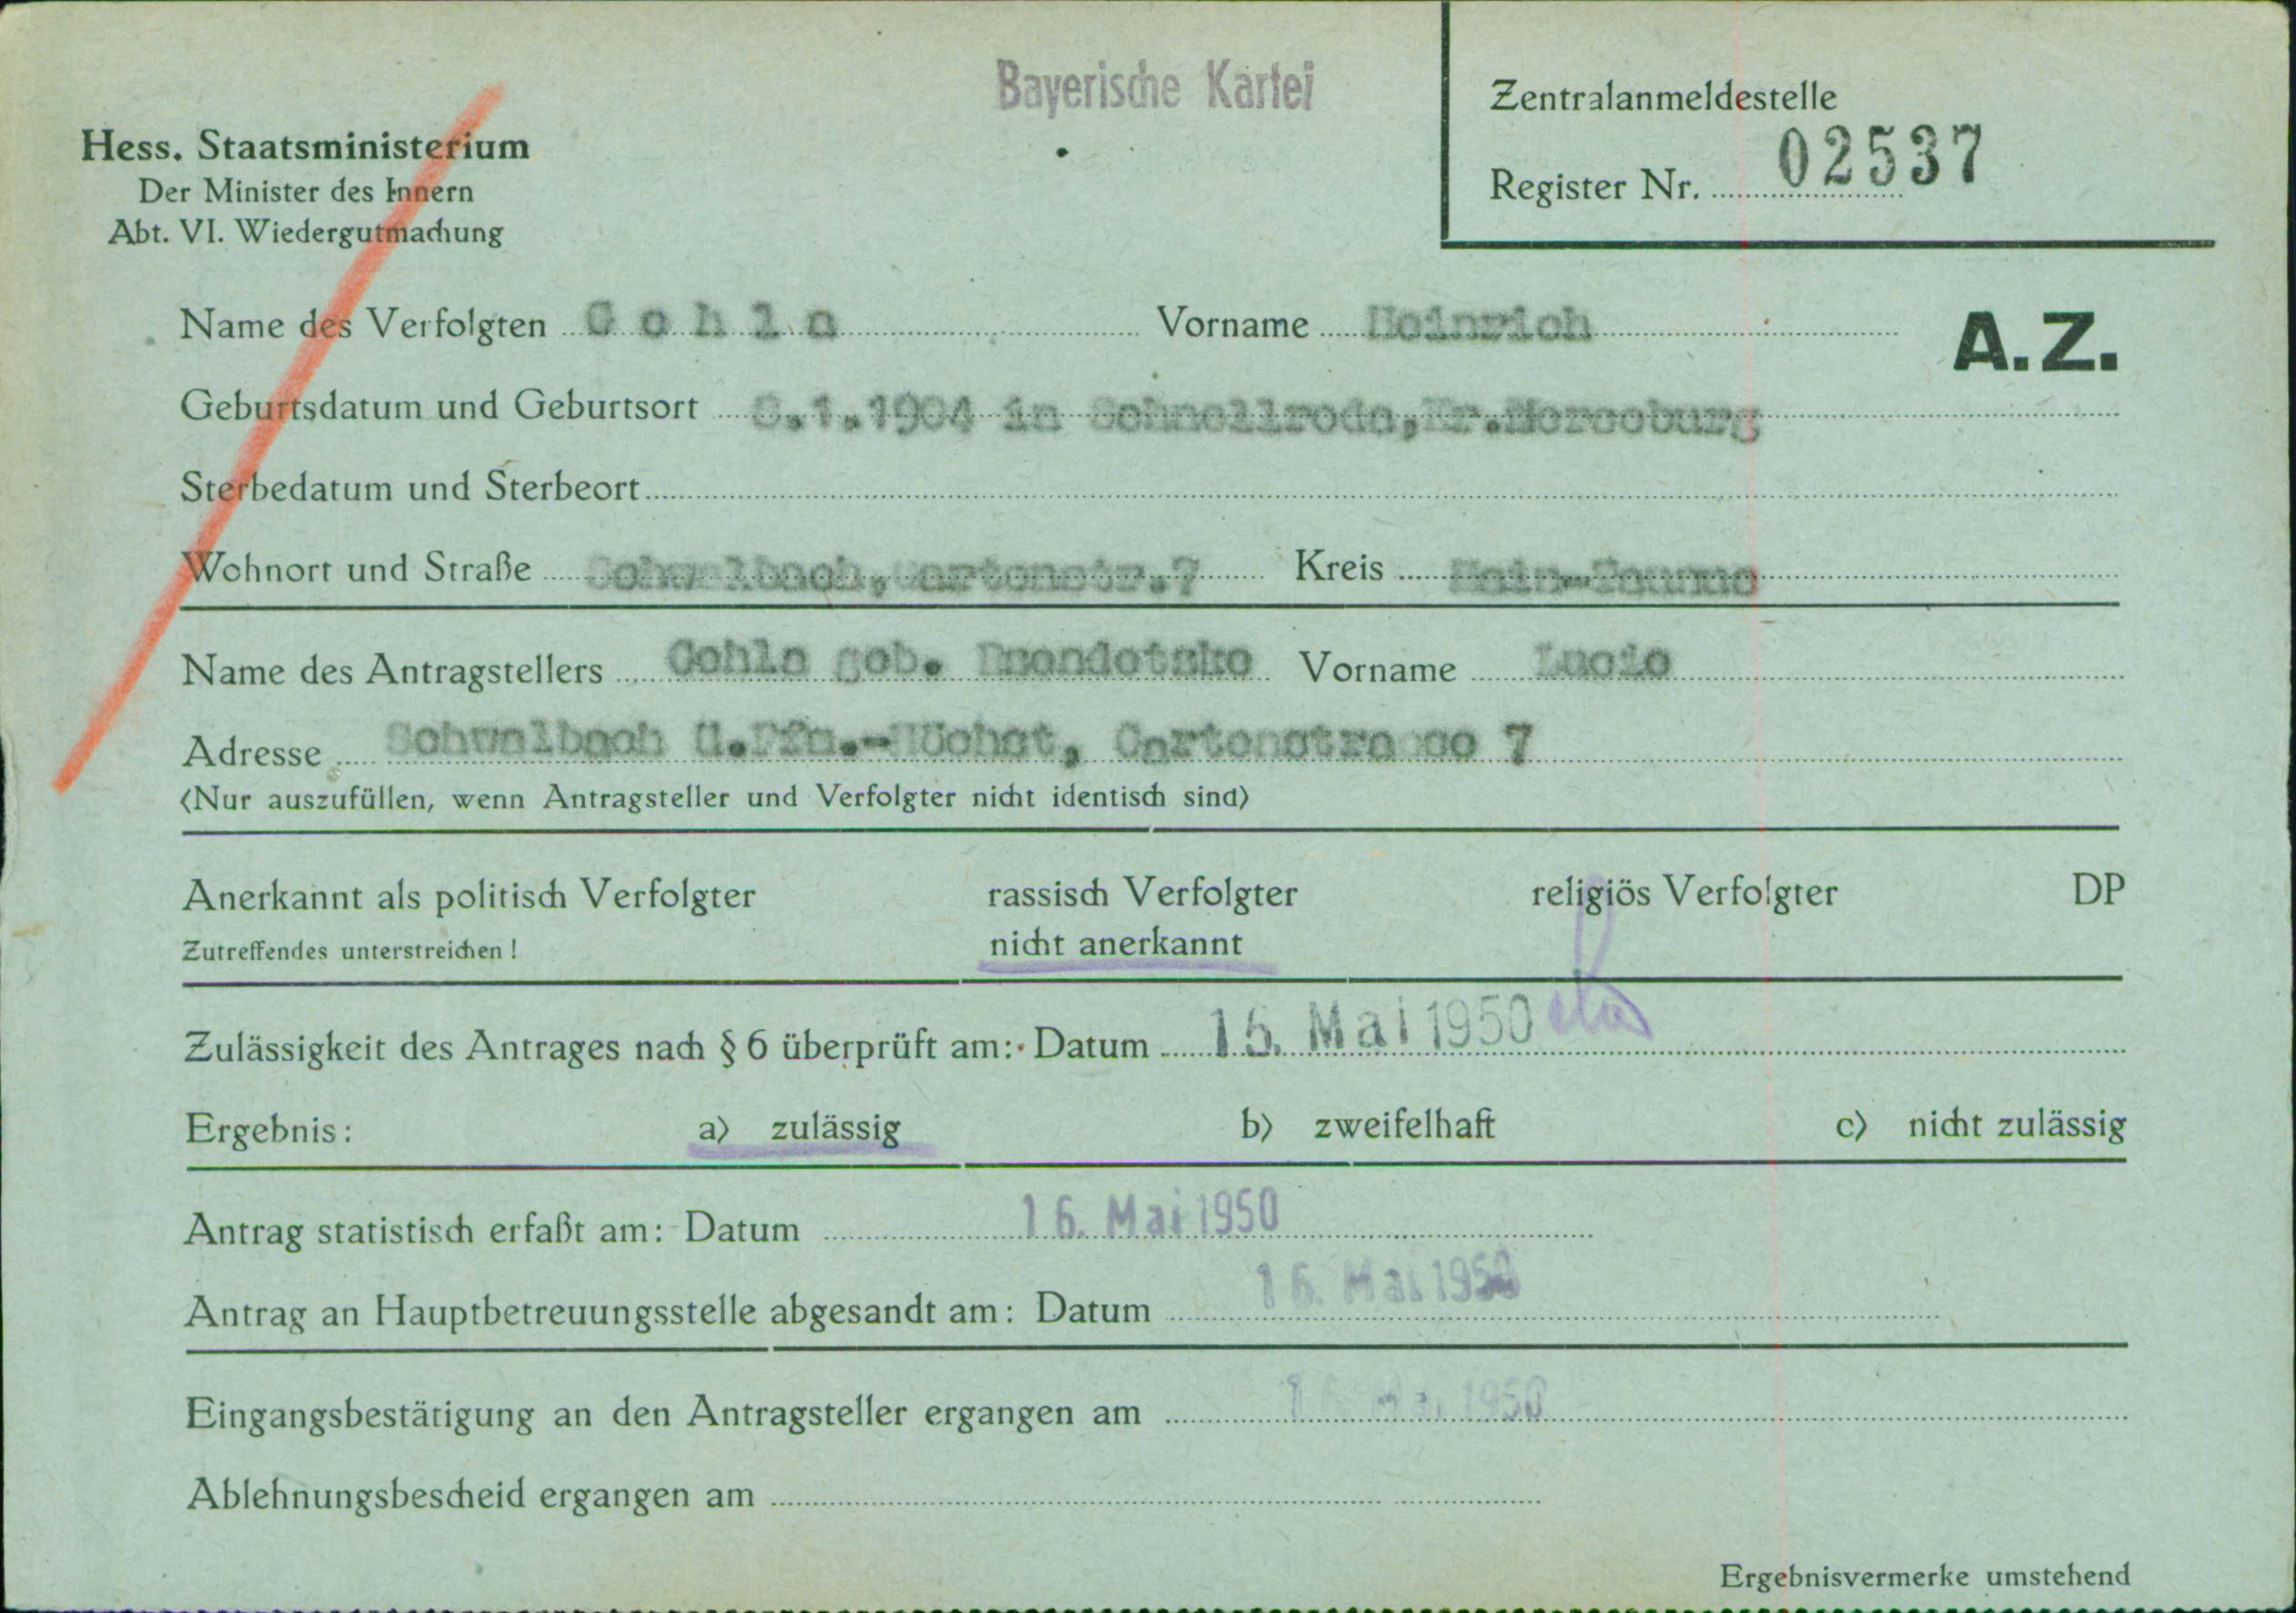 Bayerische Kartei
Zentralanmeldestelle
Register Nr. 02537
Hess. Staatsministerium
Der Minister des Innern
Abt. VI. Wiedergutmachung
Name des Verfolgten Vorname Heinrich
A.Z.
Geburtsdatum und Geburtsort 8.1.1904 in Schnellroda, Kr. Merseburg
Sterbedatum und Sterbeort
Wohnort und Straße Schwalbach, Gartenstr.7 Kreis Main-Taunus
Name des Antragstellers geb. Vorname Lucie
Adresse Schwalbach ü.Ffm.-Höchst, Gartenstrasse 7
(Nur auszufüllen, wenn Antragsteller und Verfolgter nicht identisch sind)
Anerkannt als politisch Verfolgter rassisch Verfolgter religiös Verfolgter DP
Zutreffendes unterstreichen! nicht anerkannt
Zulässigkeit des Antrages nach § 6 überprüft am: Datum 15. Mai 1950
Ergebnis: a) zulässig b) zweifelhaft c) nicht zulässig
Antrag statistisch erfaßt am: Datum 16. Mai 1950
Antrag an Hauptbetreuungsstelle abgesandt am: Datum 16. Mai 1950
Eingangsbestätigung an den Antragsteller ergangen am Mai 1950
Ablehnungsbescheid ergangen am
Ergebnisvermerke umstehend